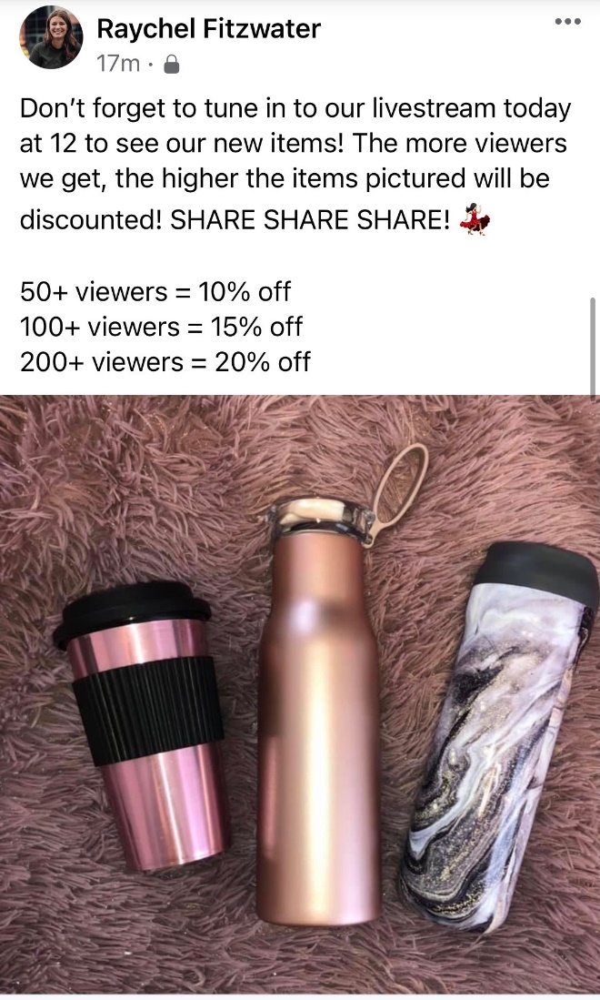 Raychel Fitzwater
17m ·
Don’t forget to tune in to our livestream today
at 12 to see our new items! The more viewers
we get, the higher the items pictured will be
discounted! SHARE SHARE SHARE! 💃
50+ viewers = 10% off
100+ viewers = 15% off
200+ viewers = 20% off